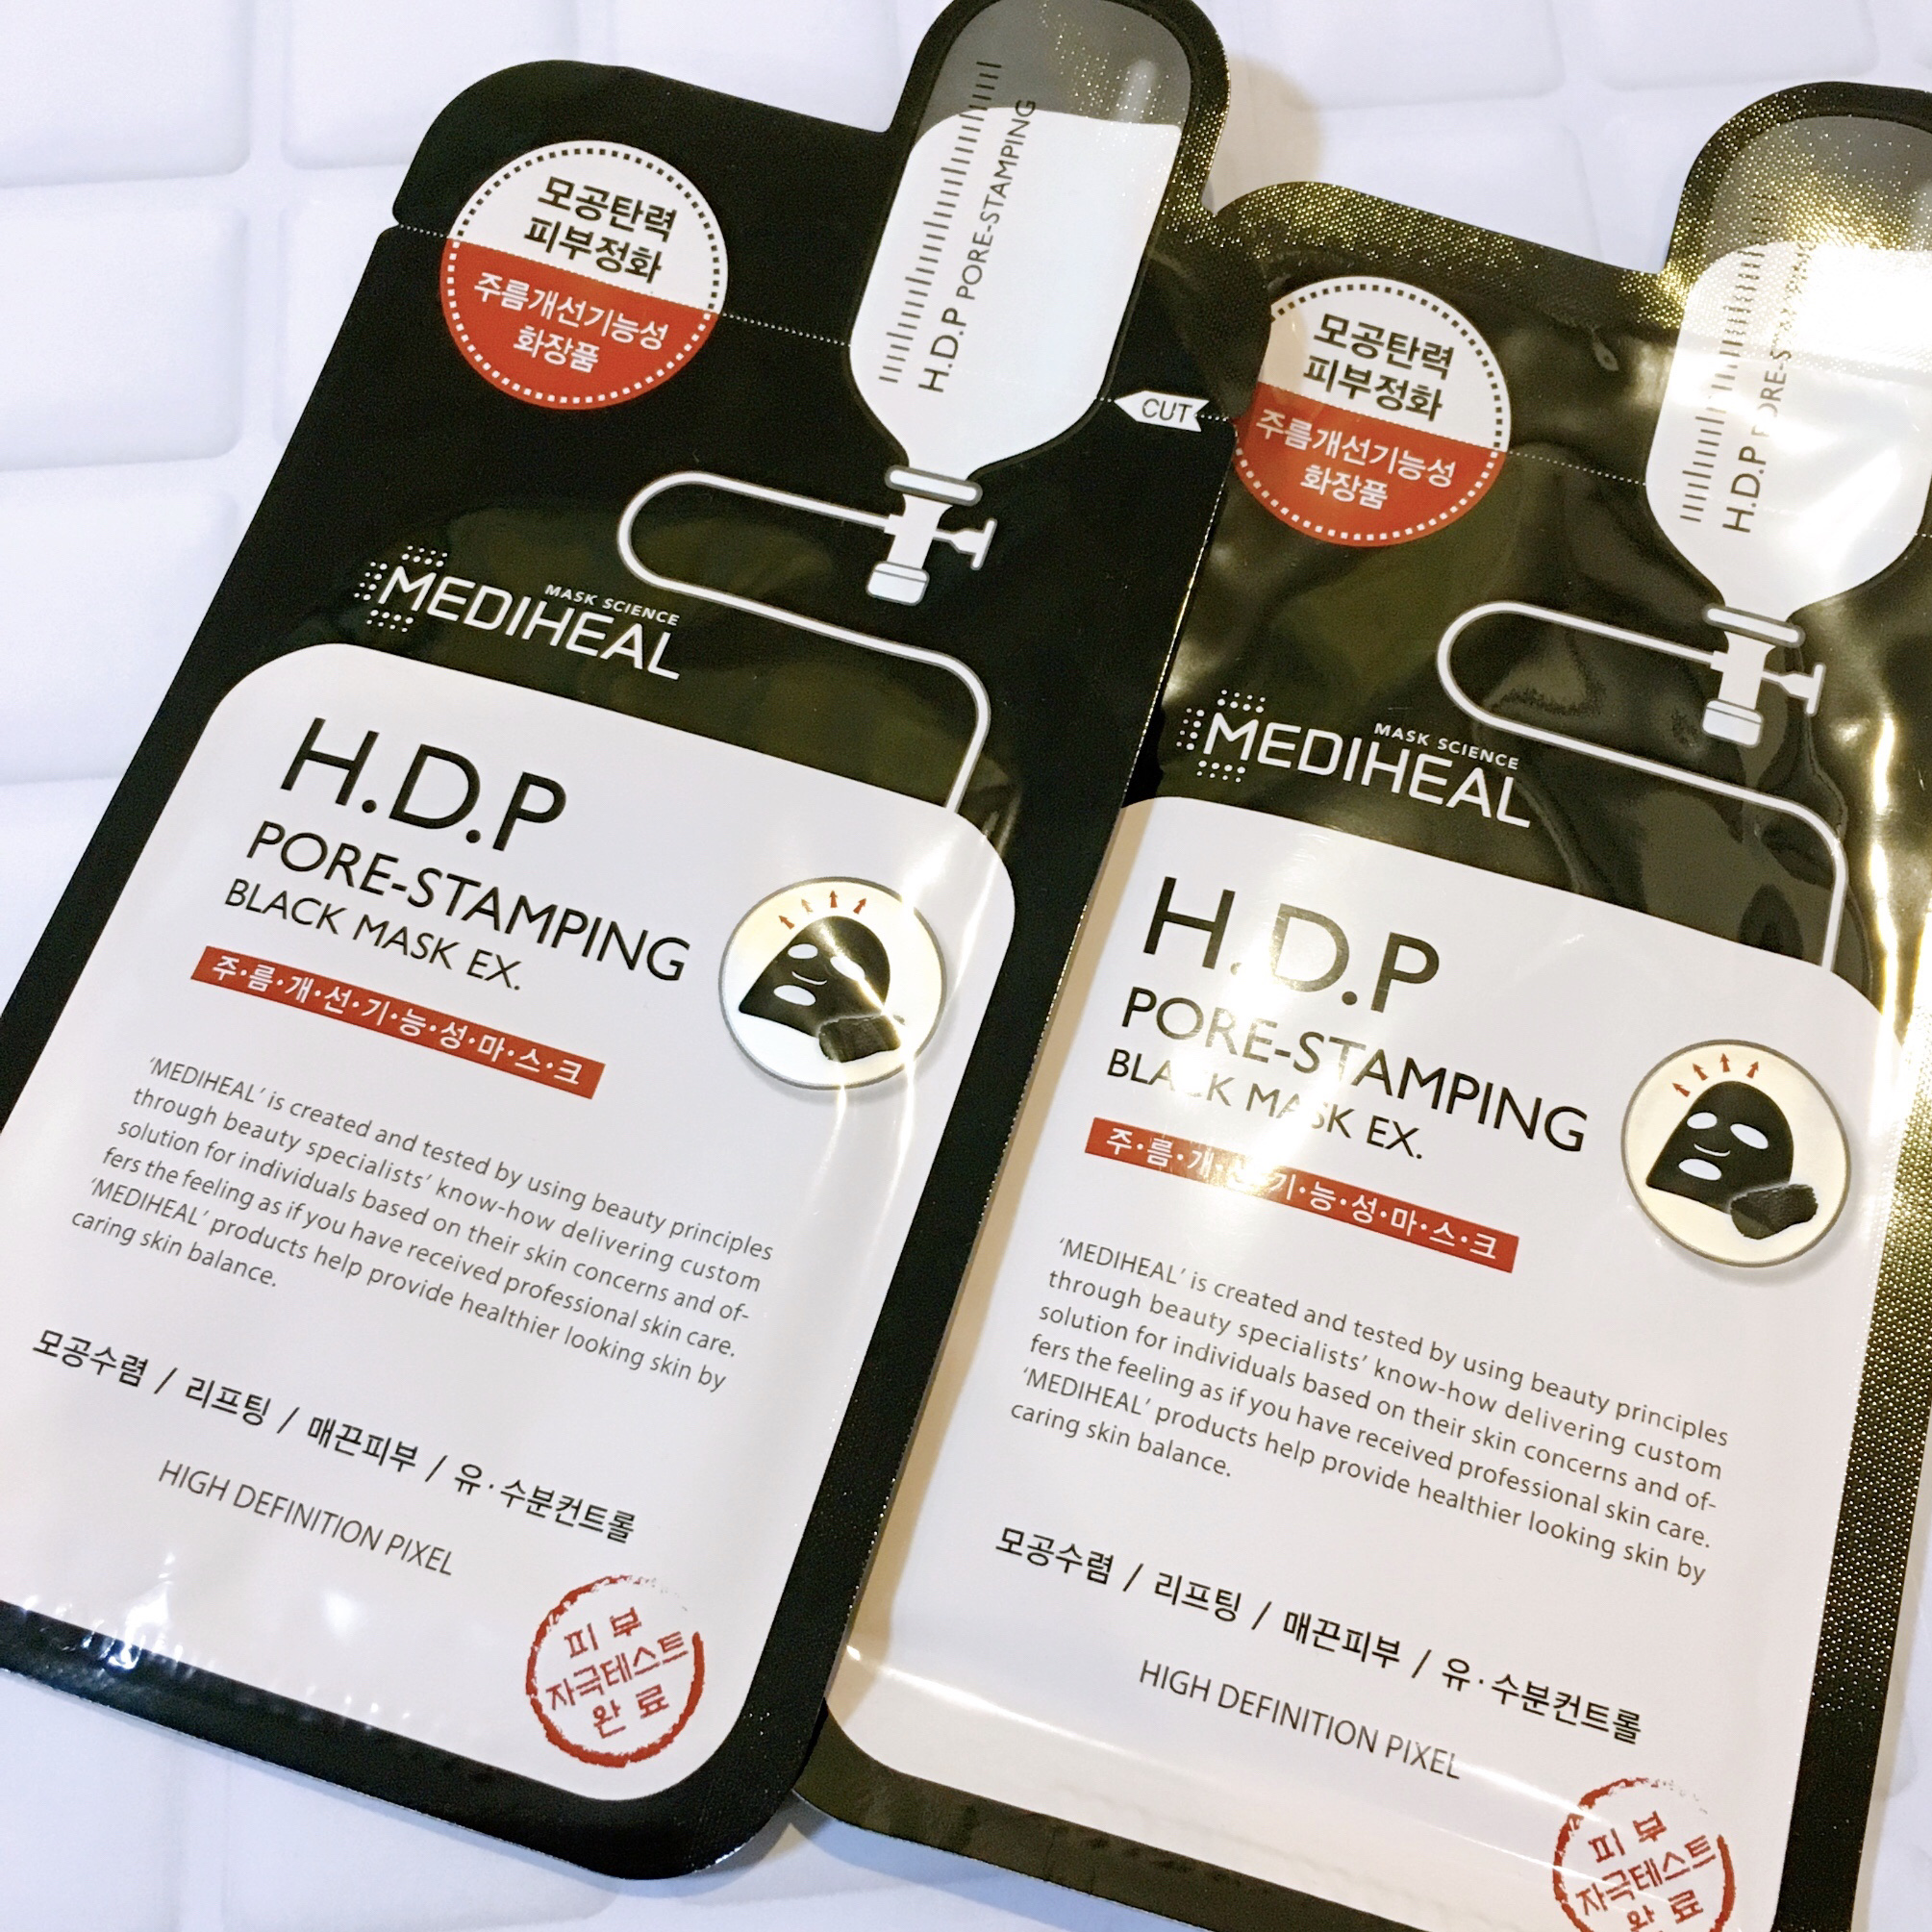 모공탄력
피부정화
주름개선기능성
화장품
H.D.P PORE-STAMPING
CUT
MASK SCIENCE
MEDIHEAL
H.D.P
PORE-STAMPING
BLACK MASK EX.
주·름·개·선·기·능·성·마·스·크
'MEDIHEAL' is created and tested by using beauty principles
through beauty specialists' know-how delivering custom
solution for individuals based on their skin concerns and of-
fers the feeling as if you have received professional skin care.
'MEDIHEAL' products help provide healthier looking skin by
caring skin balance.
모공수렴 / 리프팅 / 매끈피부 / 유·수분컨트롤
HIGH DEFINITION PIXEL
피부
자극테스트
완료
모공탄력
피부정화
주름개선기능성
화장품
H.D.P
MASK SCIENCE
MEDIHEAL
H.D.P
PORE-STAMPING
BLACK MASK EX.
주·름·개·선·기·능·성·마·스·크
'MEDIHEAL' is created and tested by using beauty principles
through beauty specialists' know-how delivering custom
solution for individuals based on their skin concerns and of-
fers the feeling as if you have received professional skin care.
'MEDIHEAL' products help provide healthier looking skin by
caring skin balance.
모공수렴 / 리프팅 / 매끈피부 / 유·수분컨트롤
HIGH DEFINITION PIXEL
피부
자극테스트
완료